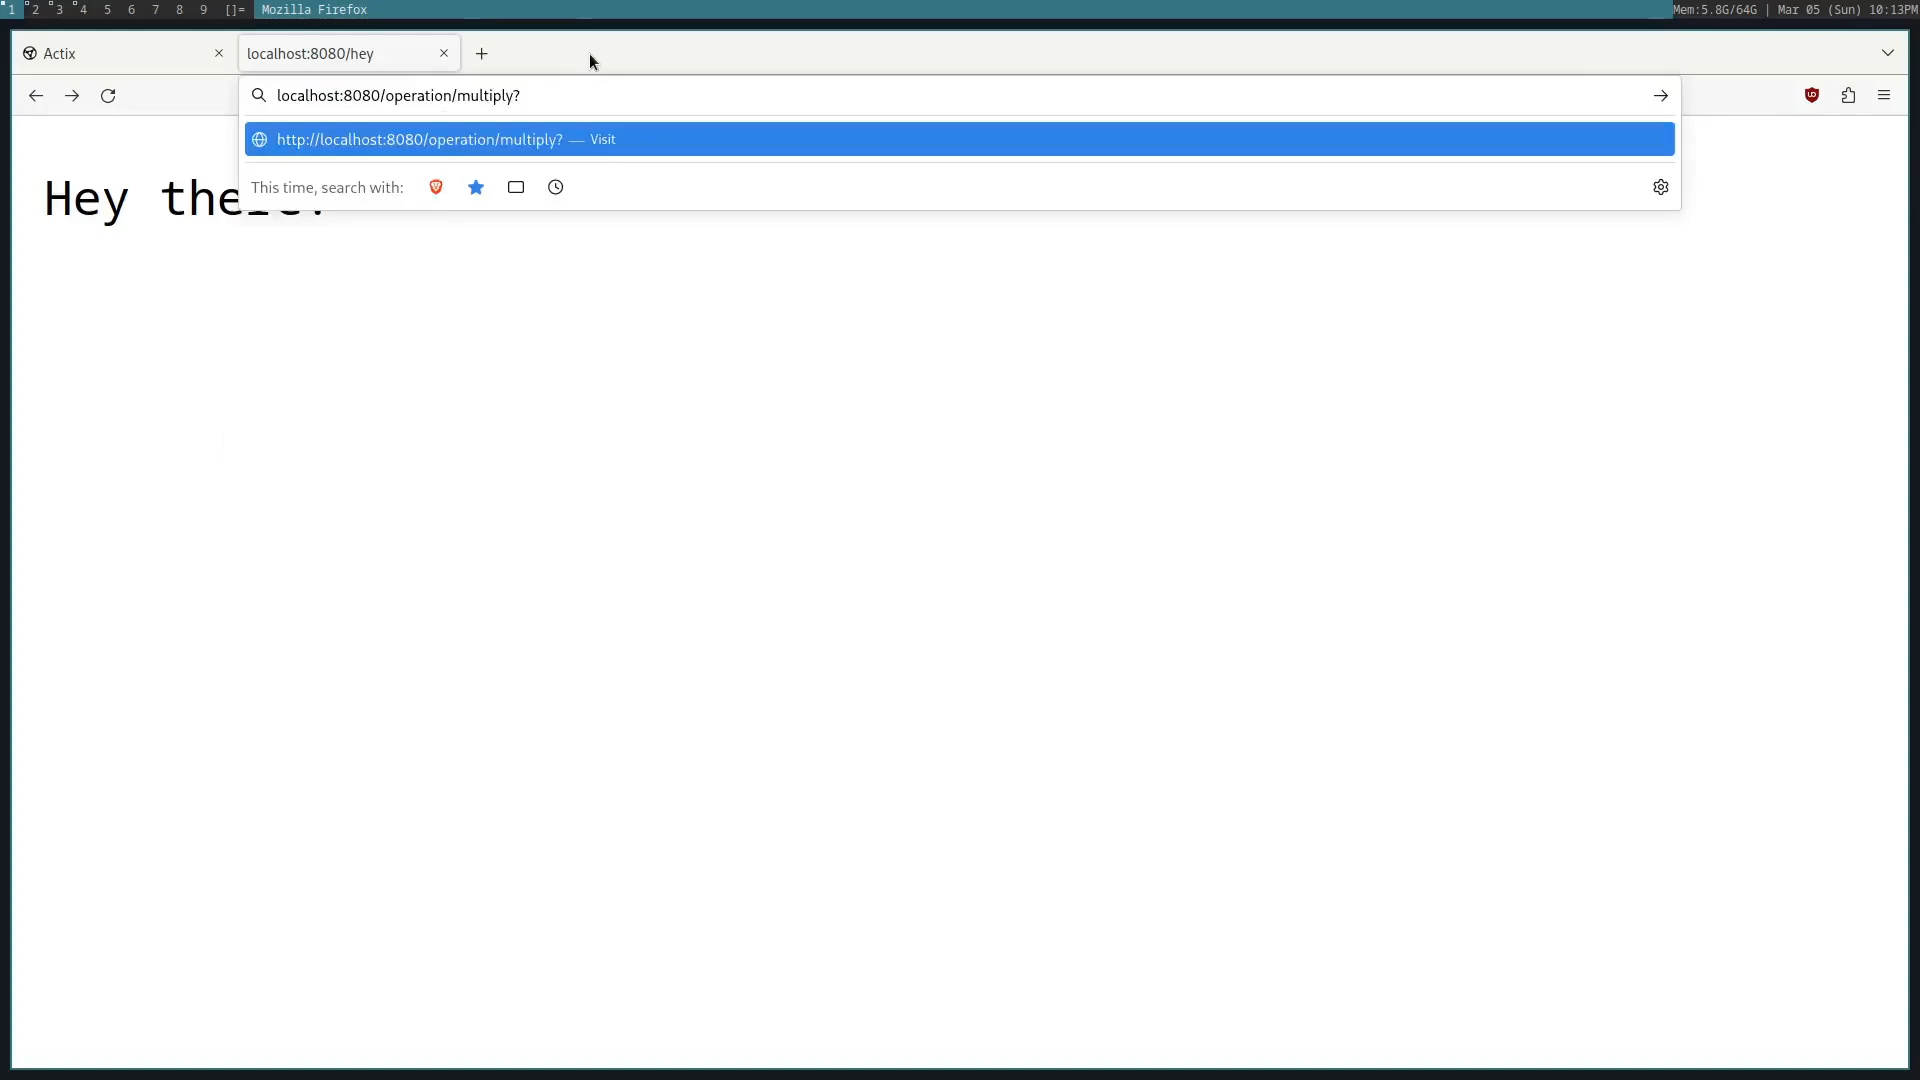 1 2 3 4 5 6 7 8 9 []= Mozilla Firefox Mem:5.8G/64G | Mar 05 (Sun) 10:13PM
Actix localhost:8080/hey
localhost:8080/operation/multiply?
http://localhost:8080/operation/multiply? — Visit
This time, search with:
Hey there!